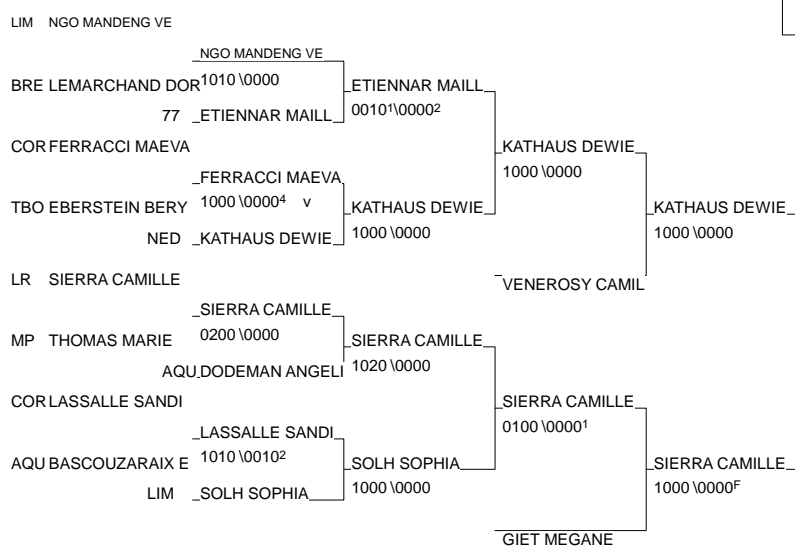 LIM NGO MANDENG VE
NGO MANDENG VE
BRE LEMARCHAND DOR 1010 \0000 ETIENNAR MAILL
77 ETIENNAR MAILL 0010¹\0000²
COR FERRACCI MAEVA KATHAUS DEWIE
FERRACCI MAEVA 1000 \0000
TBO EBERSTEIN BERY 1000 \0000⁴ v KATHAUS DEWIE KATHAUS DEWIE
NED KATHAUS DEWIE 1000 \0000 1000 \0000
LR SIERRA CAMILLE VENEROSY CAMIL
SIERRA CAMILLE
MP THOMAS MARIE 0200 \0000 SIERRA CAMILLE
AQU DODEMAN ANGELI 1020 \0000
COR LASSALLE SANDI SIERRA CAMILLE
LASSALLE SANDI 0100 \0000¹
AQU BASCOUZARAIX E 1010 \0010² SOLH SOPHIA SIERRA CAMILLE
LIM SOLH SOPHIA 1000 \0000 1000 \0000F
GIET MEGANE